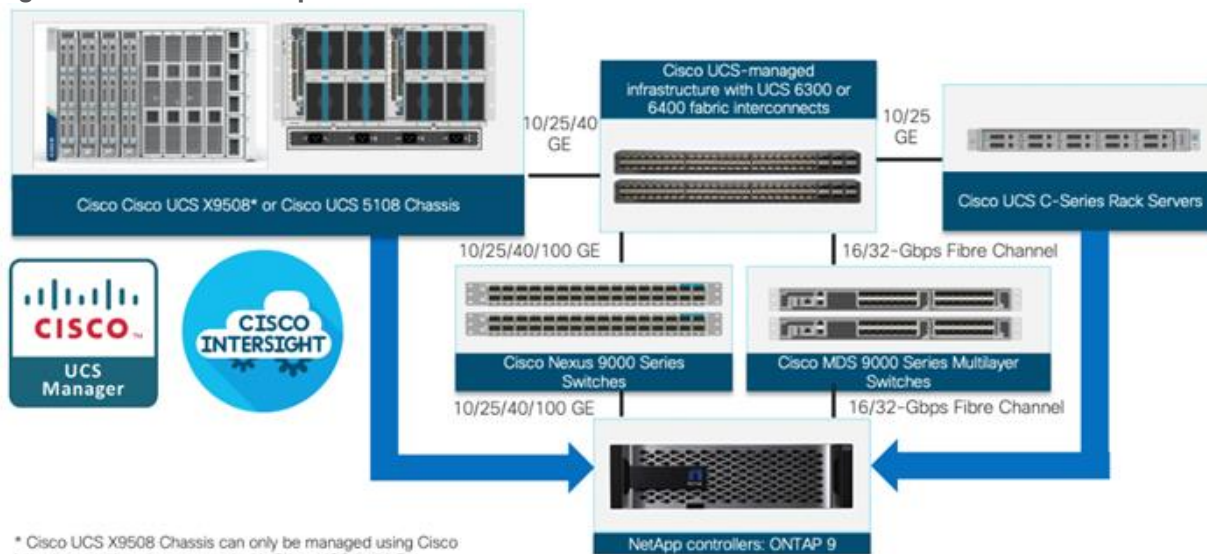 Cisco UCS-managed
infrastructure with UCS 6300 or
6400 fabric interconnects
10/25/40
GE
10/25
GE
Cisco Cisco UCS X9508* or Cisco UCS 5108 Chassis
Cisco UCS C-Series Rack Servers
10/25/40/100 GE
16/32-Gbps Fibre Channel
CISCO
UCS
Manager
CISCO
INTERSIGHT
Cisco Nexus 9000 Series
Switches
Cisco MDS 9000 Series Multilayer
Switches
10/25/40/100 GE
16/32-Gbps Fibre Channel
NetApp controllers: ONTAP 9
* Cisco UCS X9508 Chassis can only be managed using Cisco